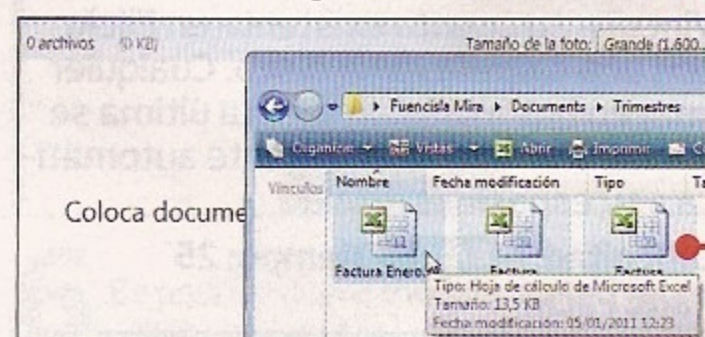 0 archivos (0 KB) Tamaño de la foto: Grande (1.600...
Fuencisla Mira Documents Trimestres
Organizar Vistas Abrir Imprimir
Vínculos Nombre Fecha modificación Tipo
Coloca docume
Factura Enero Factura Factura
Tipo: Hoja de cálculo de Microsoft Excel
Tamaño: 13,5 KB
Fecha modificación: 05/01/2011 12:23